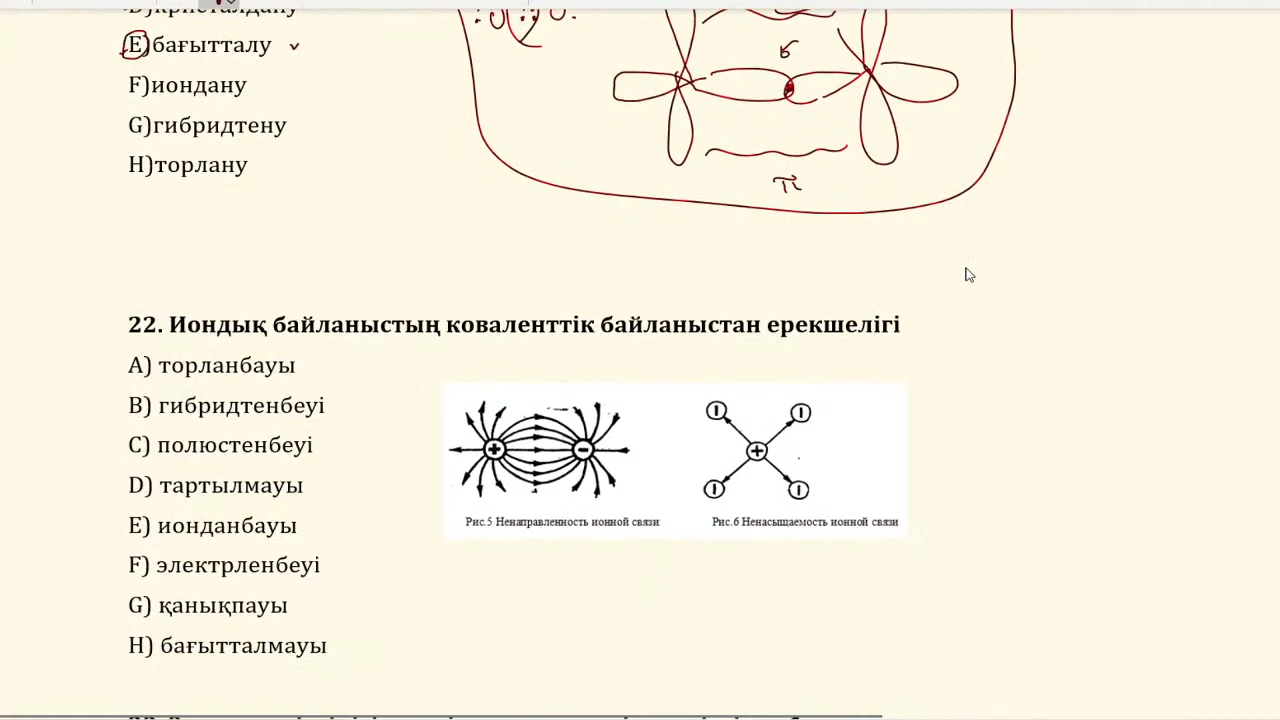 E)бағытталу
F)иондану
G)гибридтену
H)торлану
σ
π
22. Иондық байланыстың коваленттік байланыстан ерекшелігі
A) торланбауы
B) гибридтенбеуі
C) полюстенбеуі
D) тартылмауы
E) ионданбауы
F) электрленбеуі
G) қанықпауы
H) бағытталмауы
Рис.5 Ненаправленность ионной связи
Рис.6 Ненасыщаемость ионной связи